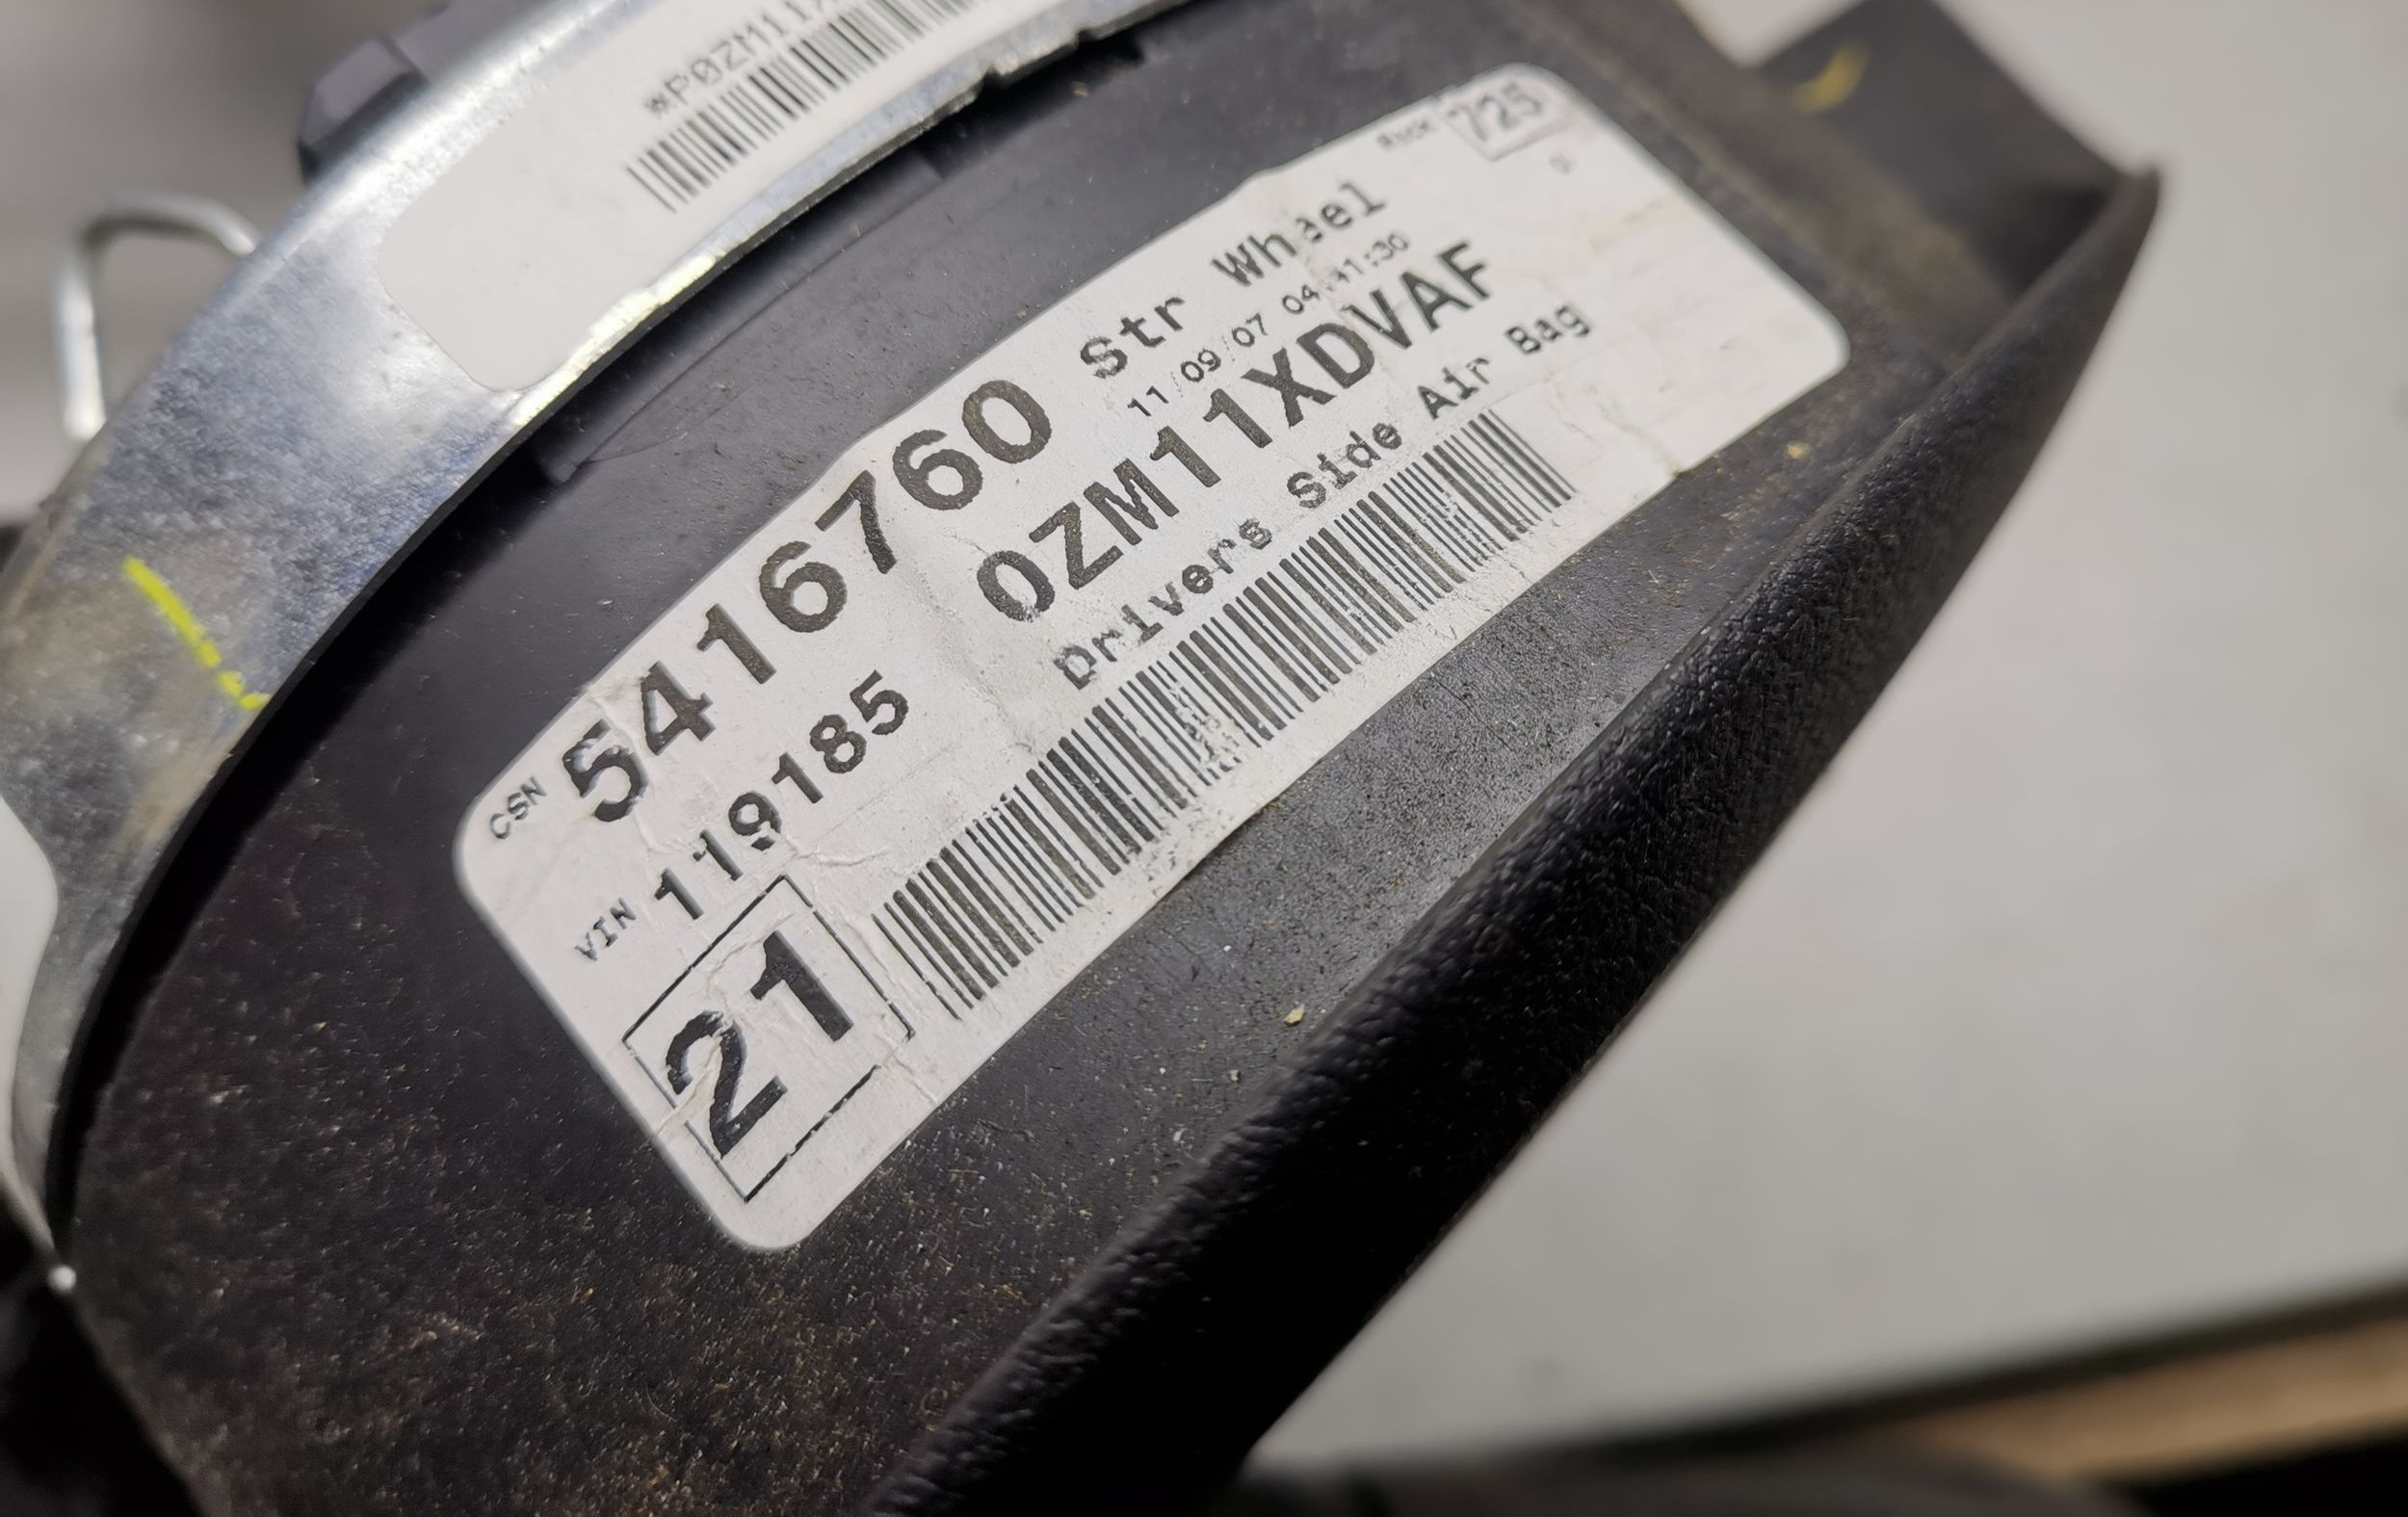 *P0ZM11X
Rack 725
CSN 5416760 Str Wheel
11/09/07 04:41:30
VIN 119185 0ZM11XDVAF
21 Drivers Side Air Bag